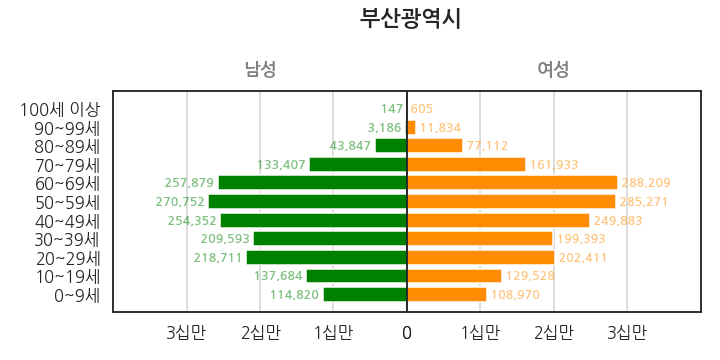 부산광역시
남성 여성
100세 이상 147 605
90~99세 3,186 11,834
80~89세 43,847 77,112
70~79세 133,407 161,933
60~69세 257,879 288,209
50~59세 270,752 285,271
40~49세 254,352 249,883
30~39세 209,593 199,393
20~29세 218,711 202,411
10~19세 137,684 129,528
0~9세 114,820 108,970
3십만 2십만 1십만 0 1십만 2십만 3십만